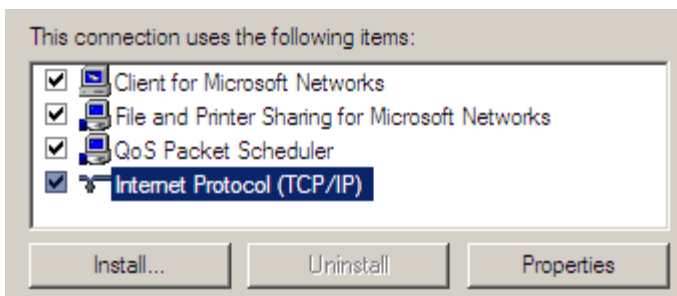 This connection uses the following items:
Client for Microsoft Networks
File and Printer Sharing for Microsoft Networks
QoS Packet Scheduler
Internet Protocol (TCP/IP)
Install... Uninstall Properties